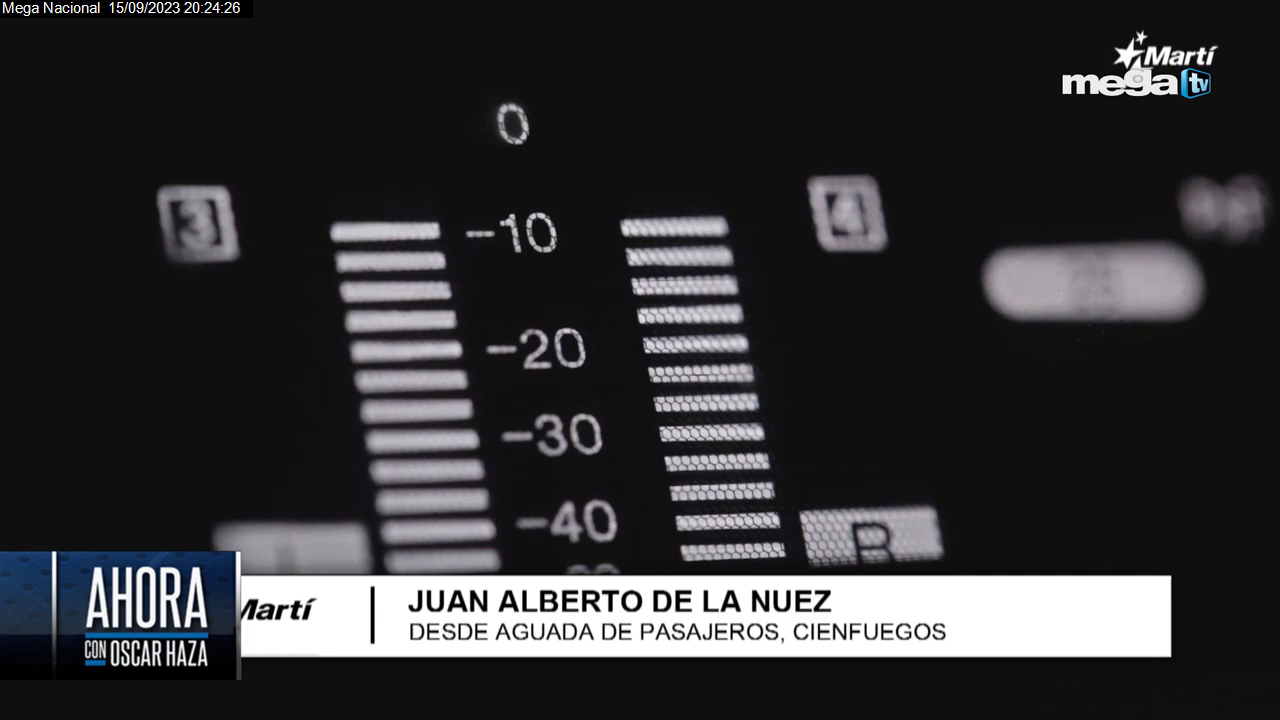 Mega Nacional 15/09/2023 20:24:26
Martí
mega tv
0
3
4
-10
-20
-30
-40
R
AHORA
CON OSCAR HAZA
Martí
JUAN ALBERTO DE LA NUEZ
DESDE AGUADA DE PASAJEROS, CIENFUEGOS